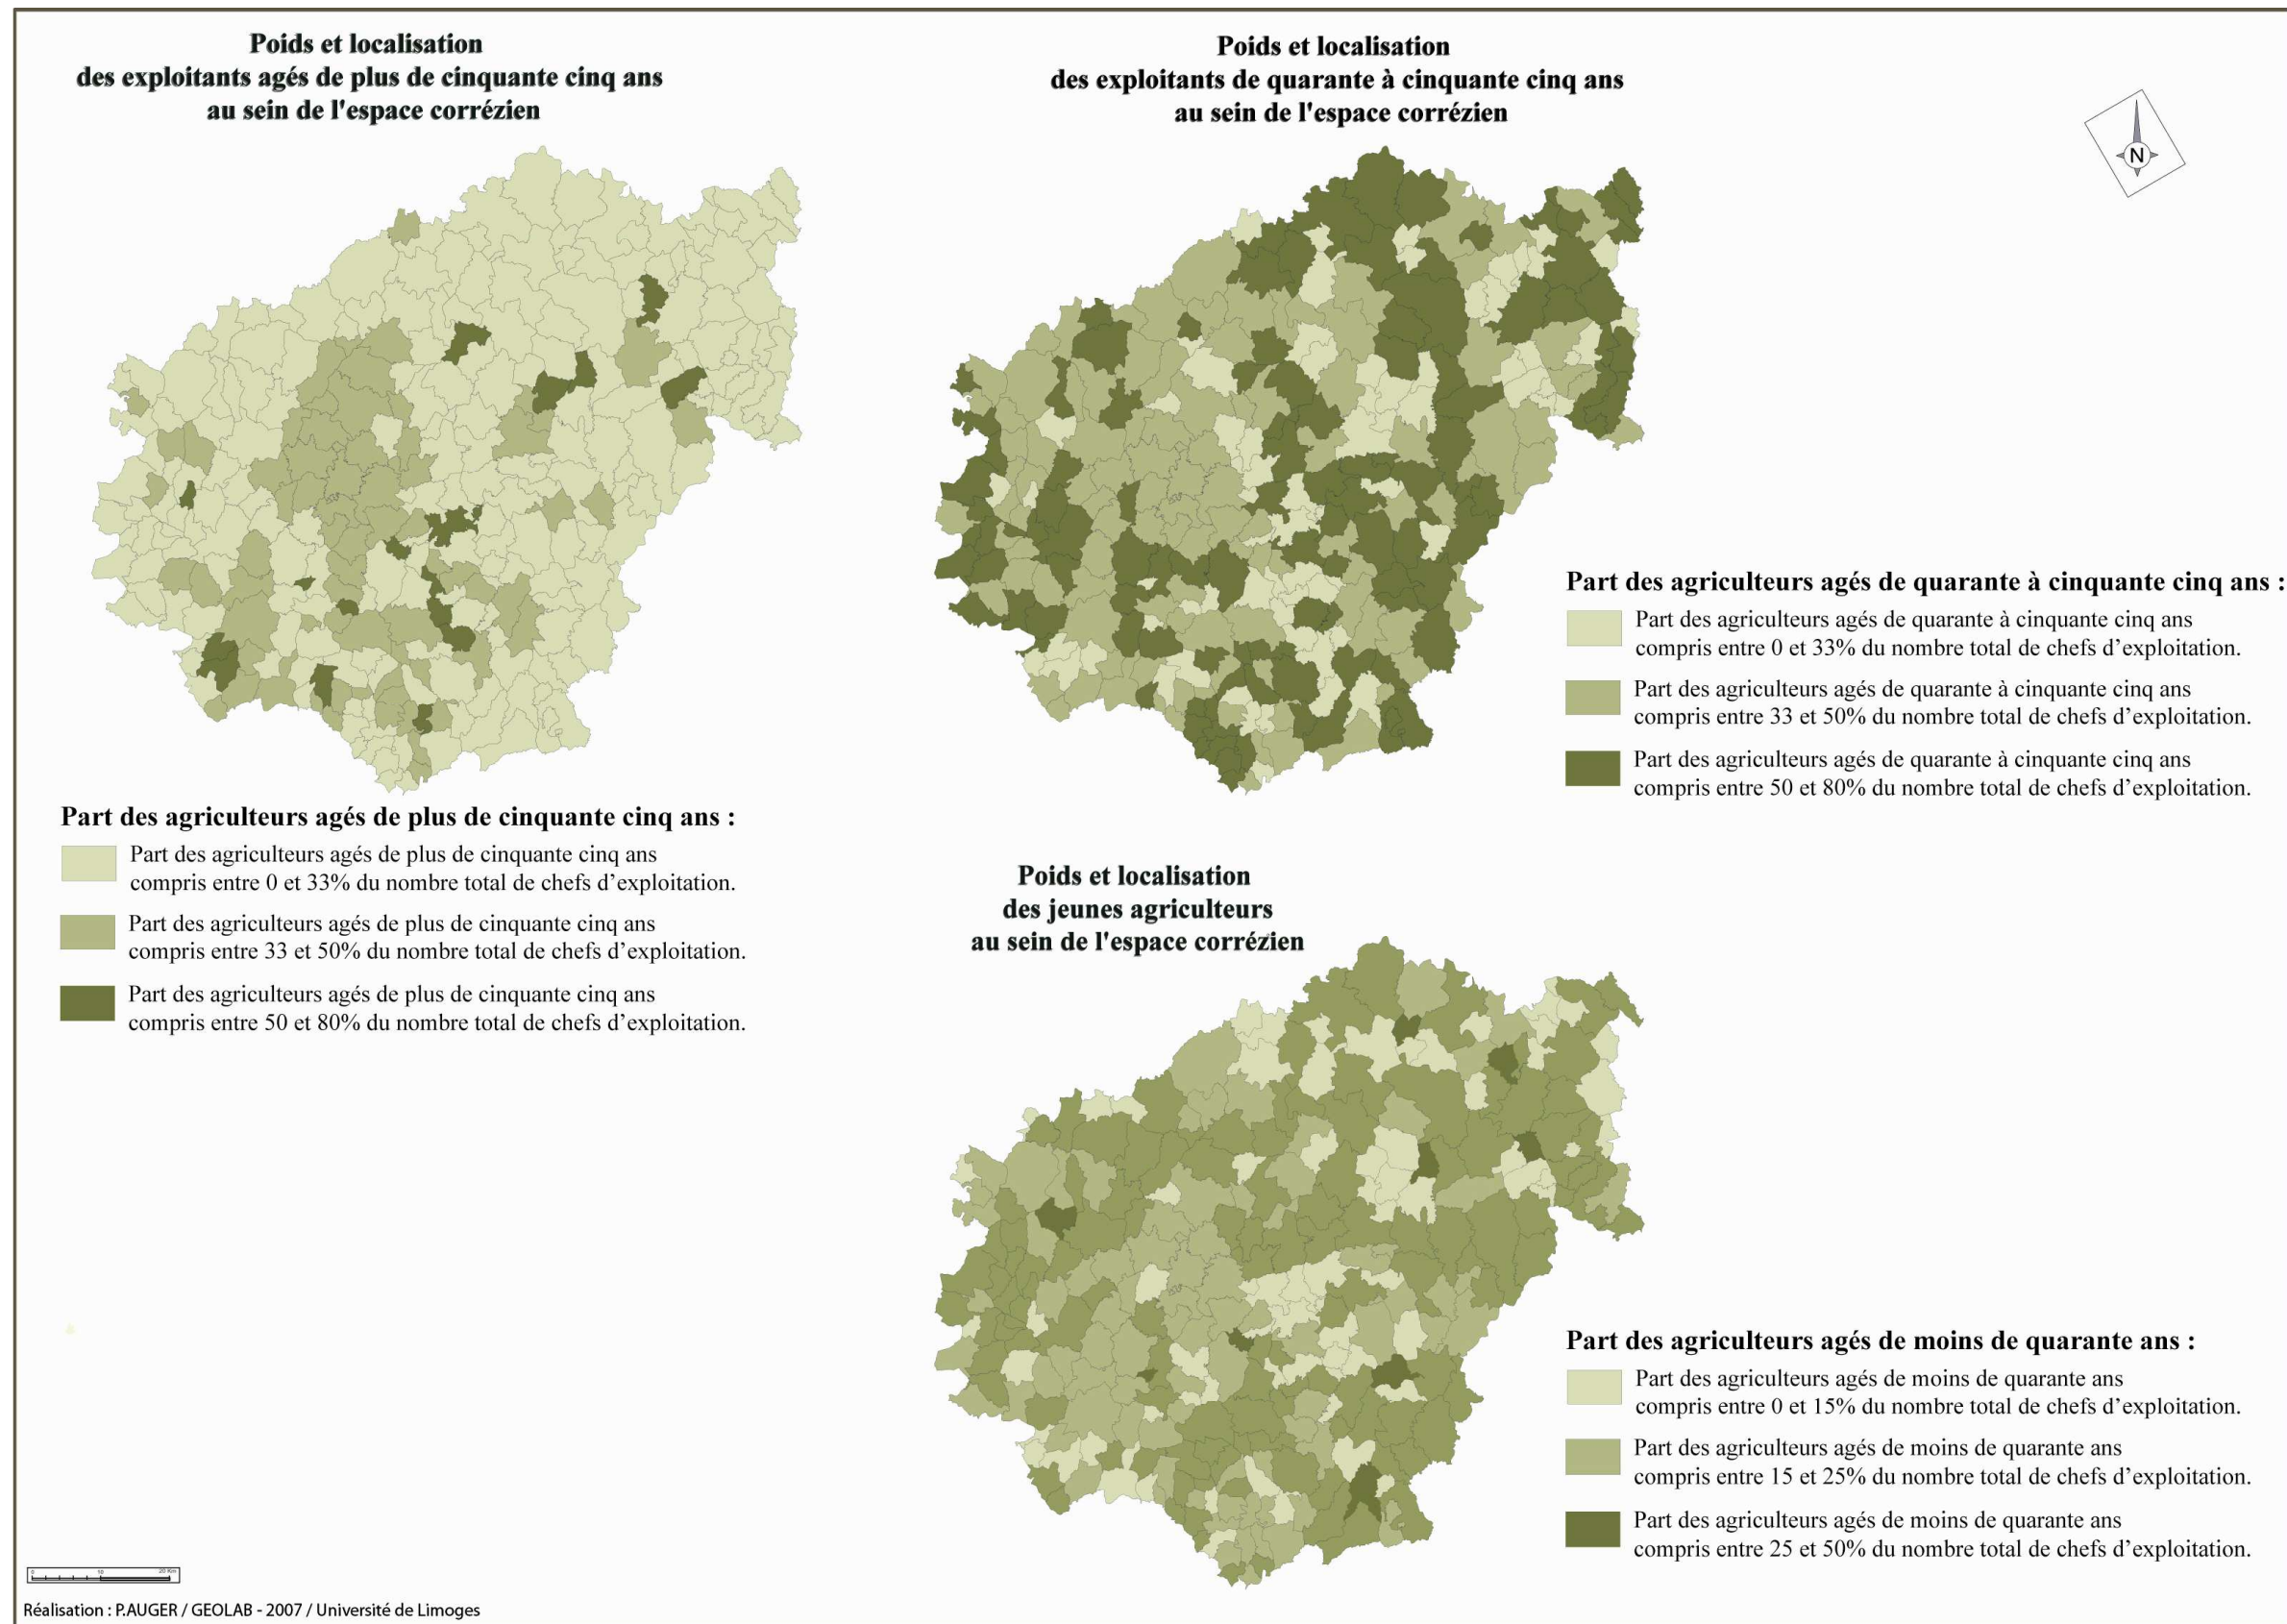 Poids et localisation
des exploitants agés de plus de cinquante cinq ans
au sein de l'espace corrézien
Poids et localisation
des exploitants de quarante à cinquante cinq ans
au sein de l'espace corrézien
N
Part des agriculteurs agés de quarante à cinquante cinq ans :
Part des agriculteurs agés de quarante à cinquante cinq ans
compris entre 0 et 33% du nombre total de chefs d’exploitation.
Part des agriculteurs agés de quarante à cinquante cinq ans
compris entre 33 et 50% du nombre total de chefs d’exploitation.
Part des agriculteurs agés de quarante à cinquante cinq ans
compris entre 50 et 80% du nombre total de chefs d’exploitation.
Part des agriculteurs agés de plus de cinquante cinq ans :
Part des agriculteurs agés de plus de cinquante cinq ans
compris entre 0 et 33% du nombre total de chefs d’exploitation.
Part des agriculteurs agés de plus de cinquante cinq ans
compris entre 33 et 50% du nombre total de chefs d’exploitation.
Part des agriculteurs agés de plus de cinquante cinq ans
compris entre 50 et 80% du nombre total de chefs d’exploitation.
Poids et localisation
des jeunes agriculteurs
au sein de l'espace corrézien
Part des agriculteurs agés de moins de quarante ans :
Part des agriculteurs agés de moins de quarante ans
compris entre 0 et 15% du nombre total de chefs d’exploitation.
Part des agriculteurs agés de moins de quarante ans
compris entre 15 et 25% du nombre total de chefs d’exploitation.
Part des agriculteurs agés de moins de quarante ans
compris entre 25 et 50% du nombre total de chefs d’exploitation.
0 10 20 Km
Réalisation : P.AUGER / GEOLAB - 2007 / Université de Limoges